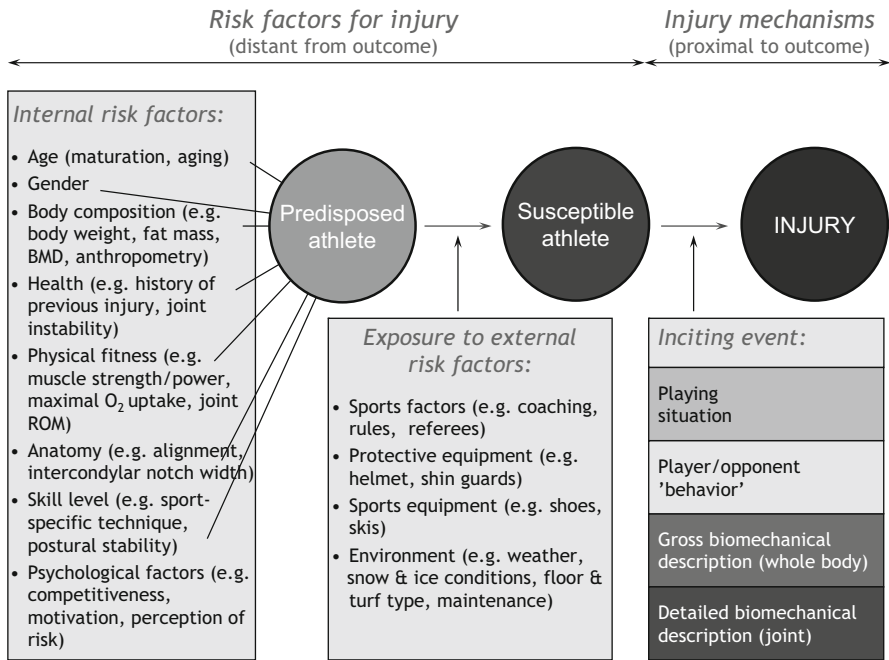 Risk factors for injury
(distant from outcome)
Injury mechanisms
(proximal to outcome)
Internal risk factors:
• Age (maturation, aging)
• Gender
• Body composition (e.g.
body weight, fat mass,
BMD, anthropometry)
• Health (e.g. history of
previous injury, joint
instability)
• Physical fitness (e.g.
muscle strength/power,
maximal O₂ uptake, joint
ROM)
• Anatomy (e.g. alignment,
intercondylar notch width)
• Skill level (e.g. sport-
specific technique,
postural stability)
• Psychological factors (e.g.
competitiveness,
motivation, perception of
risk)
Predisposed
athlete
Susceptible
athlete
INJURY
Exposure to external
risk factors:
• Sports factors (e.g. coaching,
rules, referees)
• Protective equipment (e.g.
helmet, shin guards)
• Sports equipment (e.g. shoes,
skis)
• Environment (e.g. weather,
snow & ice conditions, floor &
turf type, maintenance)
Inciting event:
Playing
situation
Player/opponent
’behavior’
Gross biomechanical
description (whole body)
Detailed biomechanical
description (joint)